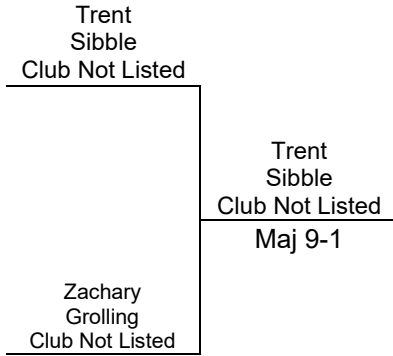 Trent
Sibble
Club Not Listed
Trent
Sibble
Club Not Listed
Maj 9-1
Zachary
Grolling
Club Not Listed